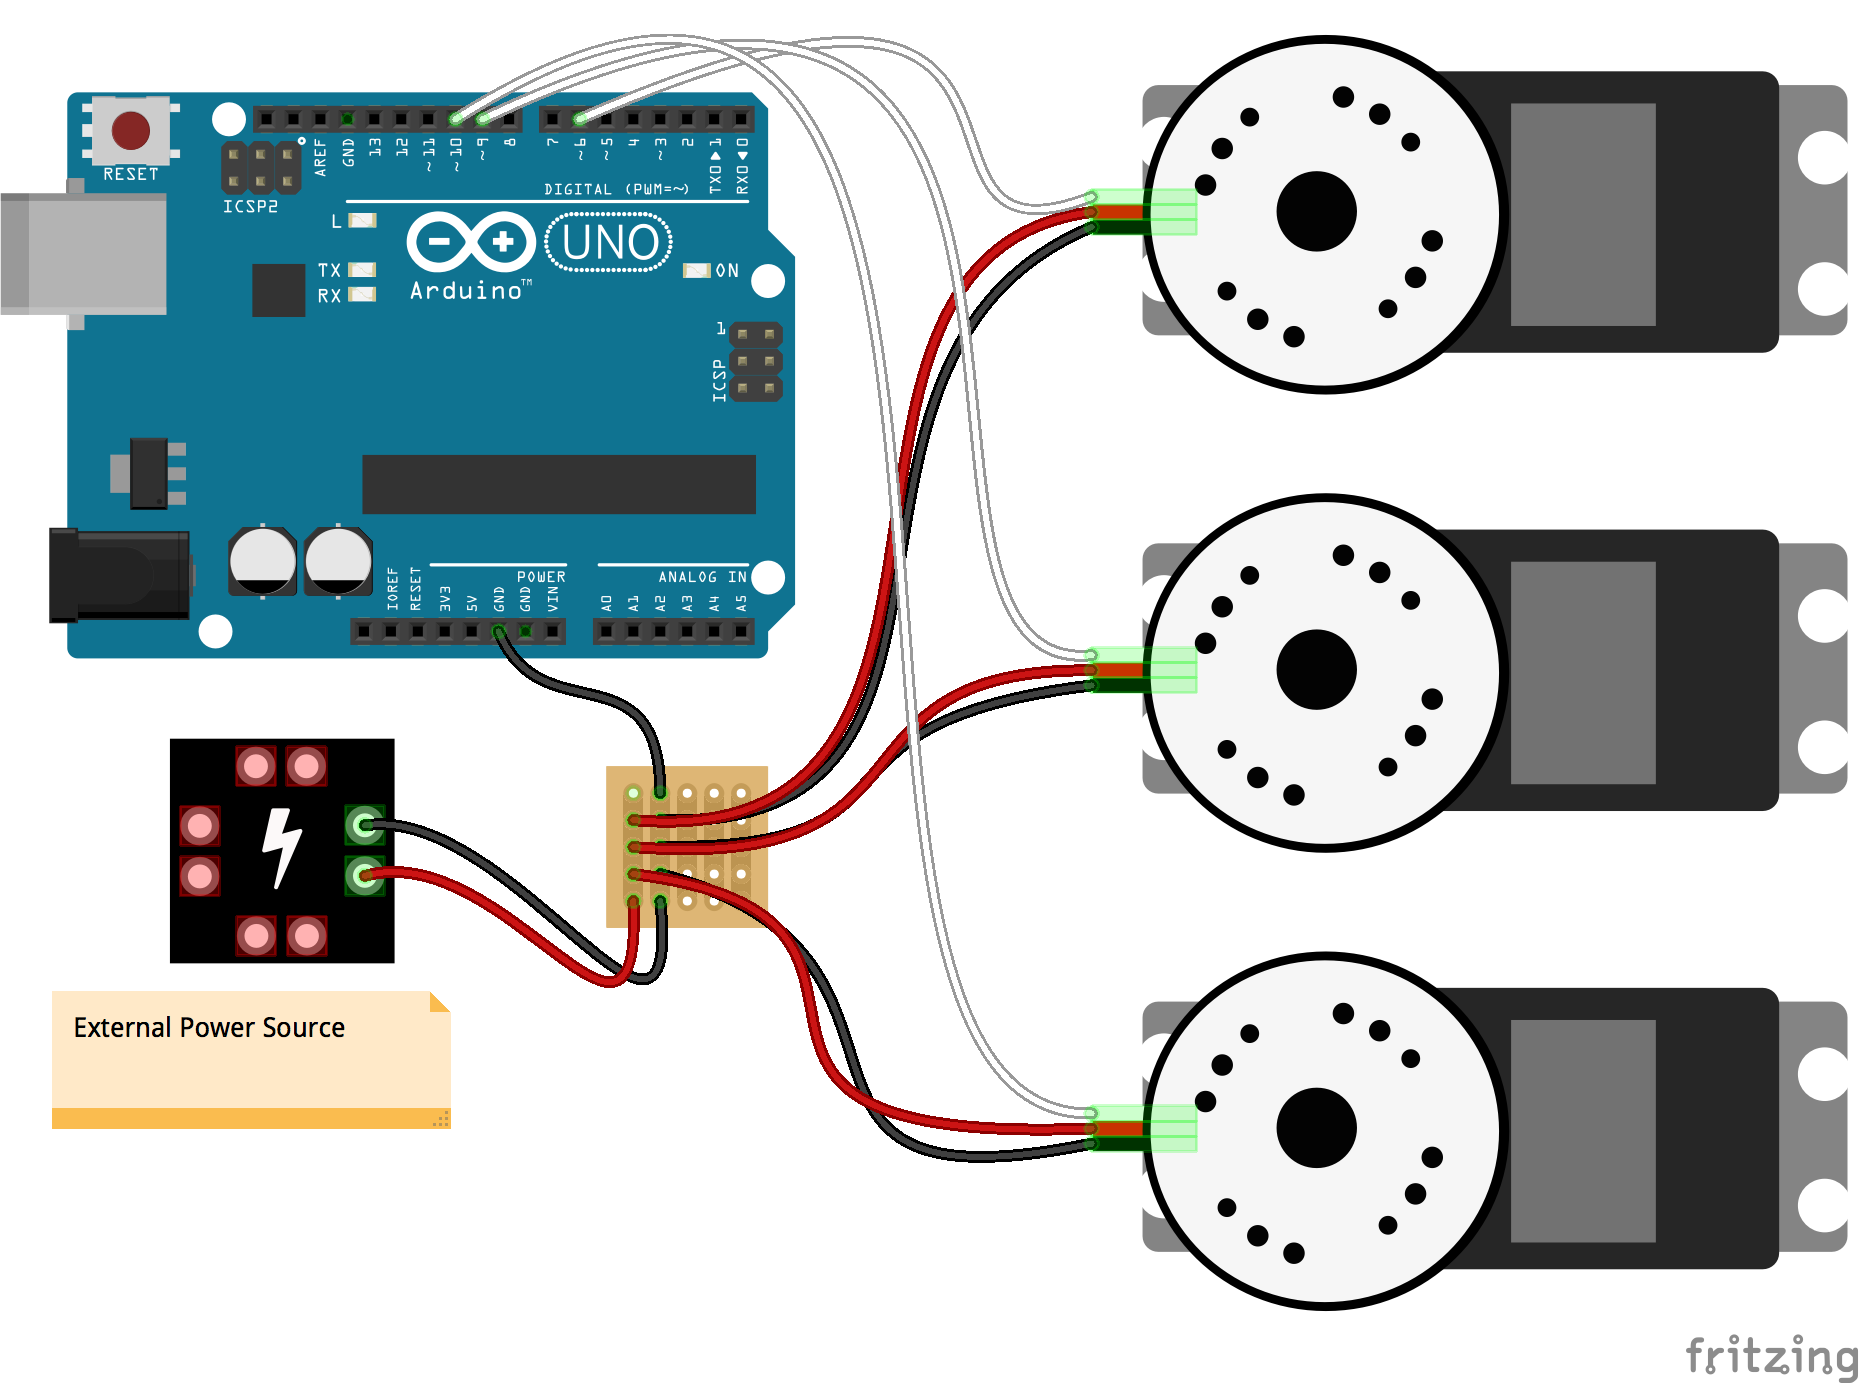 RESET
ICSP2
AREF
GND
13
12
~11
~10
~9
8
7
~6
~5
4
~3
2
TX0▶1
RX0◀0
DIGITAL (PWM=~)
L
TX
RX
UNO
Arduino™
ON
1
ICSP
IOREF
RESET
3V3
5V
GND
GND
VIN
POWER
ANALOG IN
A0
A1
A2
A3
A4
A5
External Power Source
fritzing